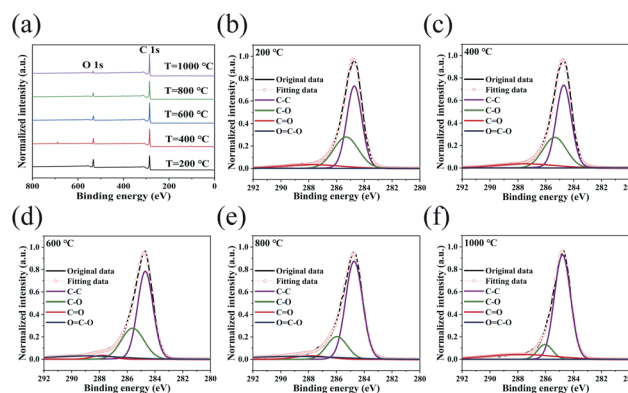 (a)
C 1s
O 1s
T=1000 °C
T=800 °C
T=600 °C
T=400 °C
T=200 °C
800 600 400 200 0
Binding energy (eV)
Intensity (a.u.)
(b)
200 °C
Original data
Fitting data
C-C
C-O
C=O
O=C-O
1.0
0.8
0.6
0.4
0.2
0.0
292 290 288 286 284 282 280
Binding energy (eV)
Normalized intensity (a.u.)
(c)
400 °C
Original data
Fitting data
C-C
C-O
C=O
O=C-O
1.0
0.8
0.6
0.4
0.2
0.0
292 290 288 286 284 282 280
Binding energy (eV)
Normalized intensity (a.u.)
(d)
600 °C
Original data
Fitting data
C-C
C-O
C=O
O=C-O
1.0
0.8
0.6
0.4
0.2
0.0
292 290 288 286 284 282 280
Binding energy (eV)
Normalized intensity (a.u.)
(e)
800 °C
Original data
Fitting data
C-C
C-O
C=O
O=C-O
1.0
0.8
0.6
0.4
0.2
0.0
292 290 288 286 284 282 280
Binding energy (eV)
Normalized intensity (a.u.)
(f)
1000 °C
Original data
Fitting data
C-C
C-O
C=O
O=C-O
1.0
0.8
0.6
0.4
0.2
0.0
292 290 288 286 284 282 280
Binding energy (eV)
Normalized intensity (a.u.)